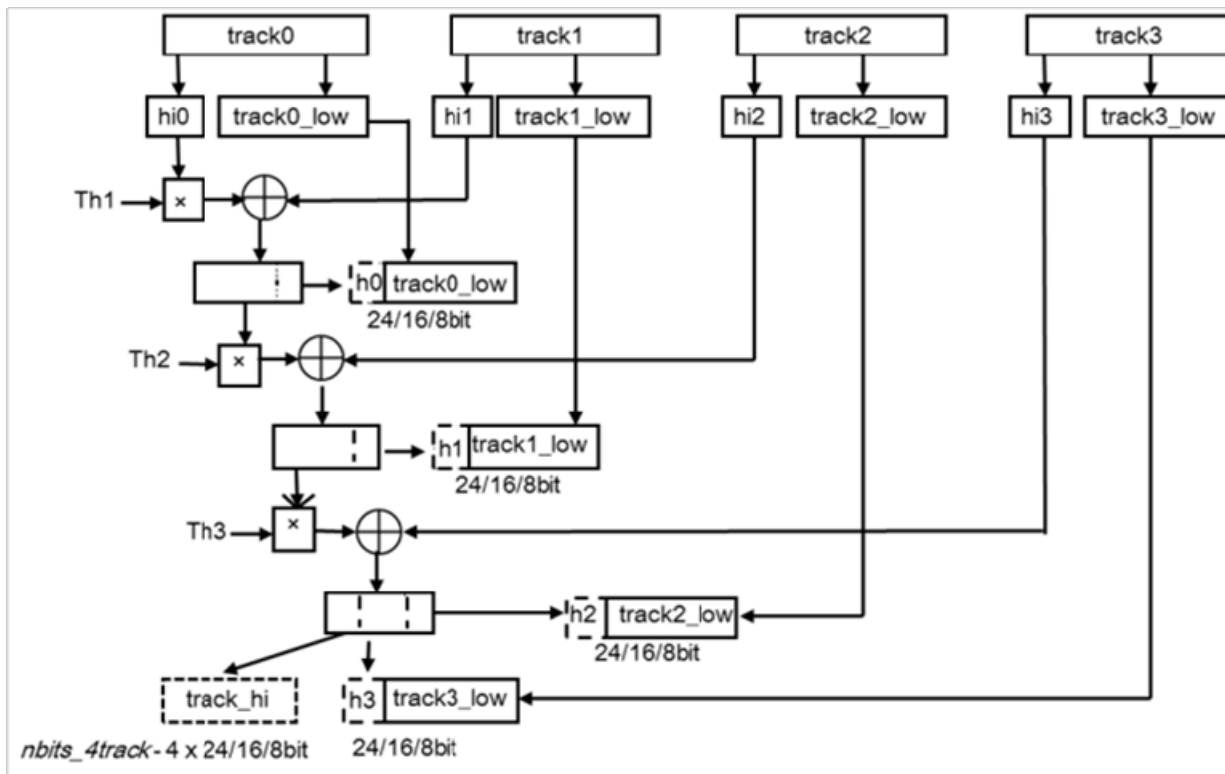 track0 track1 track2 track3
hi0 track0_low hi1 track1_low hi2 track2_low hi3 track3_low
Th1 ×
h0 track0_low
24/16/8bit
Th2 ×
h1 track1_low
24/16/8bit
Th3 ×
h2 track2_low
24/16/8bit
track_hi h3 track3_low
nbits_4track - 4 x 24/16/8bit 24/16/8bit